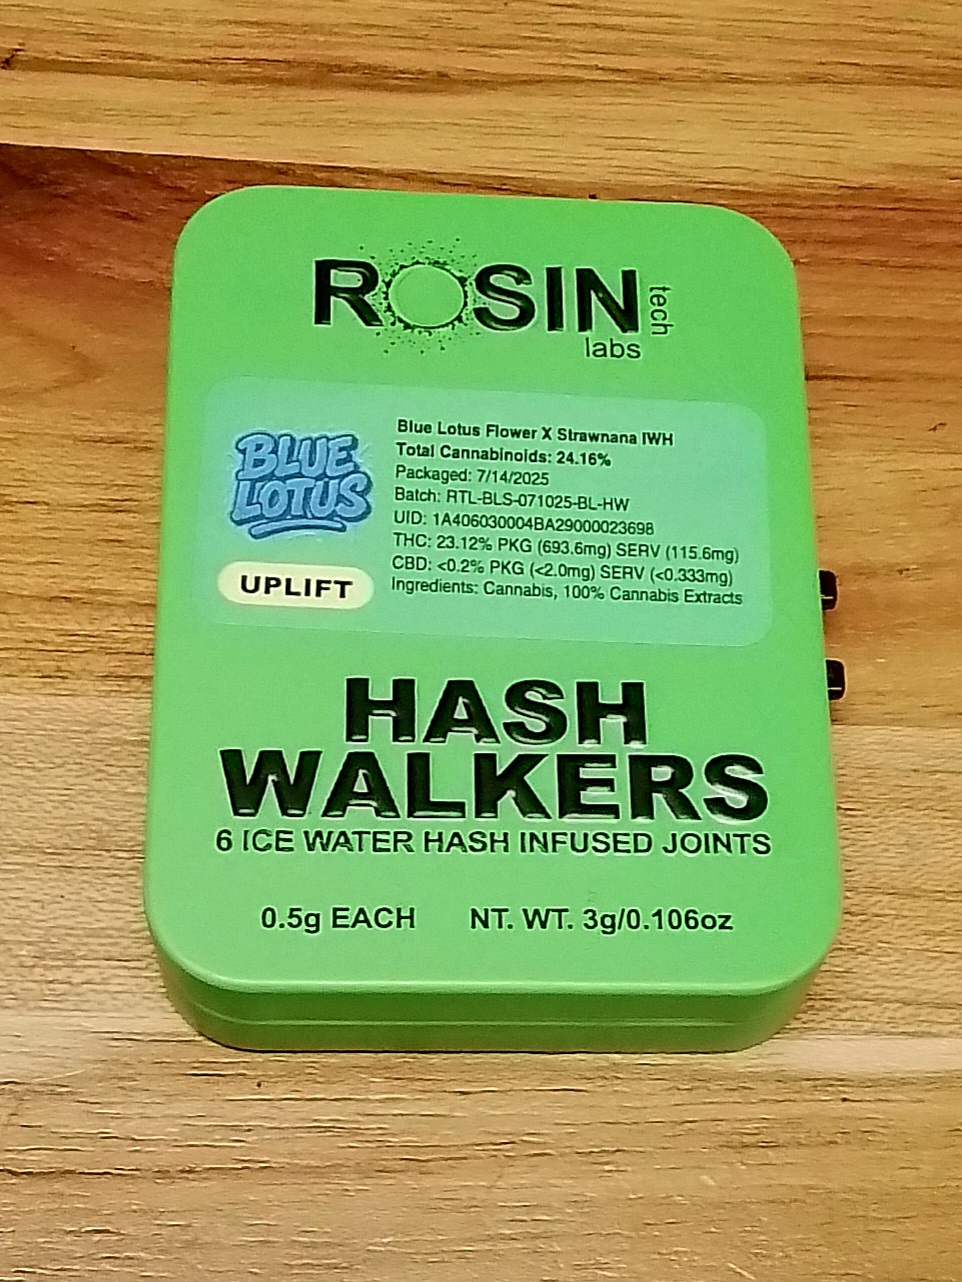 ROSIN tech
labs
BLUE
LOTUS
UPLIFT
Blue Lotus Flower X Strawnana IWH
Total Cannabinoids: 24.16%
Packaged: 7/14/2025
Batch: RTL-BLS-071025-BL-HW
UID: 1A406030004BA29000023698
THC: 23.12% PKG (693.6mg) SERV (115.6mg)
CBD: <0.2% PKG (<2.0mg) SERV (<0.333mg)
Ingredients: Cannabis, 100% Cannabis Extracts
HASH
WALKERS
6 ICE WATER HASH INFUSED JOINTS
0.5g EACH NT. WT. 3g/0.106oz